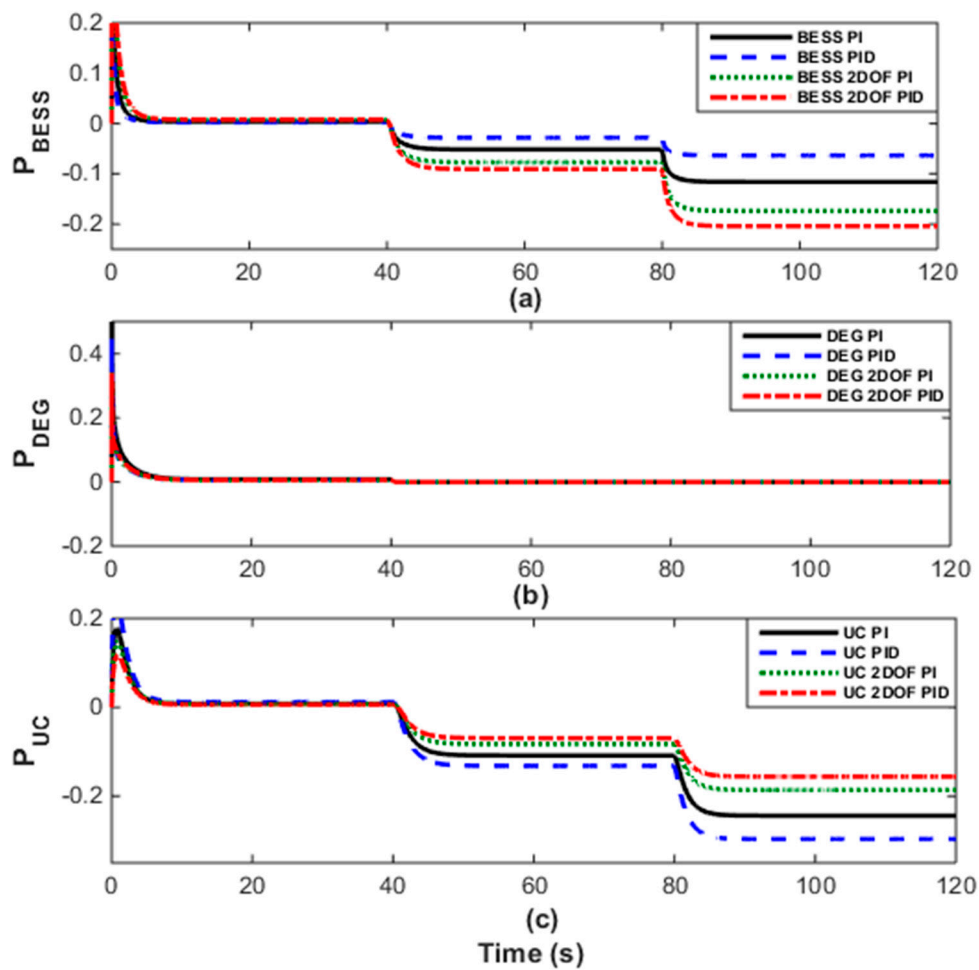 0.2
0.1
0
-0.1
-0.2
P_BESS
BESS PI
BESS PID
BESS 2DOF PI
BESS 2DOF PID
0 20 40 60 80 100 120
(a)
0.4
0.2
0
-0.2
P_DEG
DEG PI
DEG PID
DEG 2DOF PI
DEG 2DOF PID
0 20 40 60 80 100 120
(b)
0.2
0
-0.2
P_UC
UC PI
UC PID
UC 2DOF PI
UC 2DOF PID
0 20 40 60 80 100 120
(c)
Time (s)